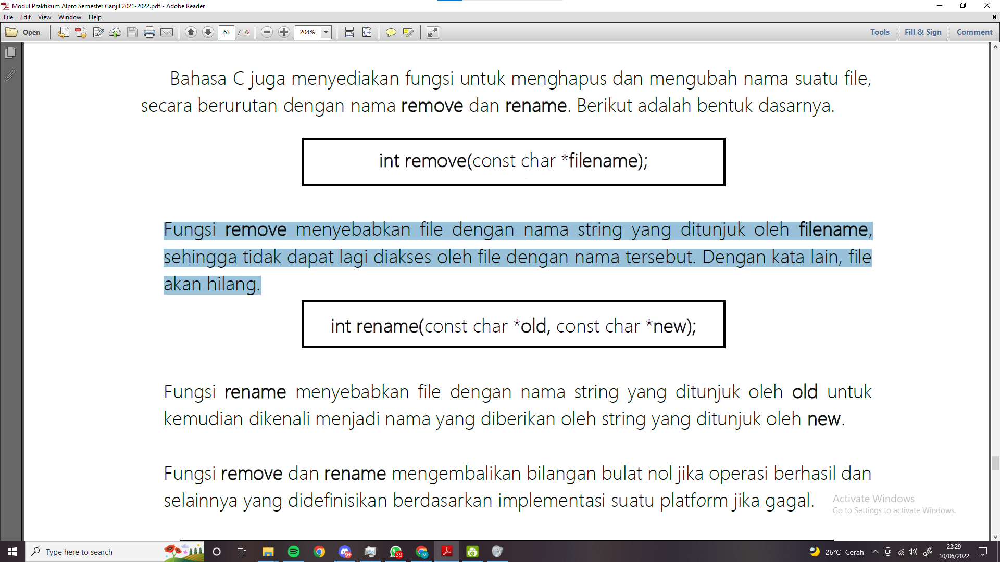 Modul Praktikum Alpro Semester Ganjil 2021-2022.pdf - Adobe Reader
File Edit View Window Help
Open 63 / 72 204% Tools Fill & Sign Comment
Bahasa C juga menyediakan fungsi untuk menghapus dan mengubah nama suatu file,
secara berurutan dengan nama remove dan rename. Berikut adalah bentuk dasarnya.
int remove(const char *filename);
Fungsi remove menyebabkan file dengan nama string yang ditunjuk oleh filename,
sehingga tidak dapat lagi diakses oleh file dengan nama tersebut. Dengan kata lain, file
akan hilang.
int rename(const char *old, const char *new);
Fungsi rename menyebabkan file dengan nama string yang ditunjuk oleh old untuk
kemudian dikenali menjadi nama yang diberikan oleh string yang ditunjuk oleh new.
Fungsi remove dan rename mengembalikan bilangan bulat nol jika operasi berhasil dan
selainnya yang didefinisikan berdasarkan implementasi suatu platform jika gagal.
Activate Windows
Go to Settings to activate Windows.
Type here to search
9+
39
M
26°C Cerah
22:29
10/06/2022